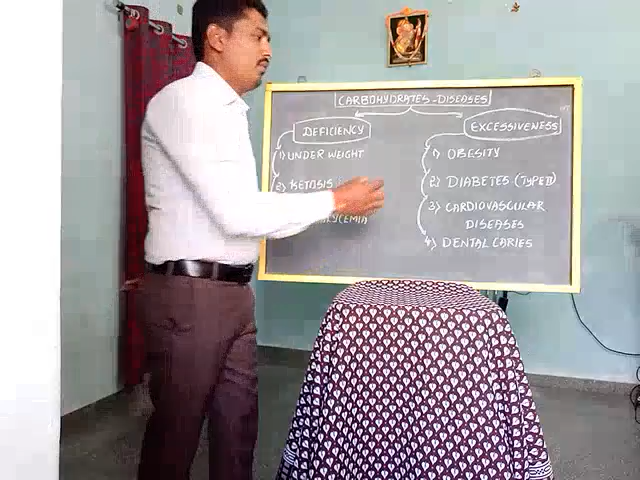 CARBOHYDRATES-DISEASES
DEFICIENCY
1) UNDER WEIGHT
2) KETOSIS
EXCESSIVENESS
1) OBESITY
2) DIABETES (TYPE II)
3) CARDIOVASCULAR
DISEASES
4) DENTAL CARIES